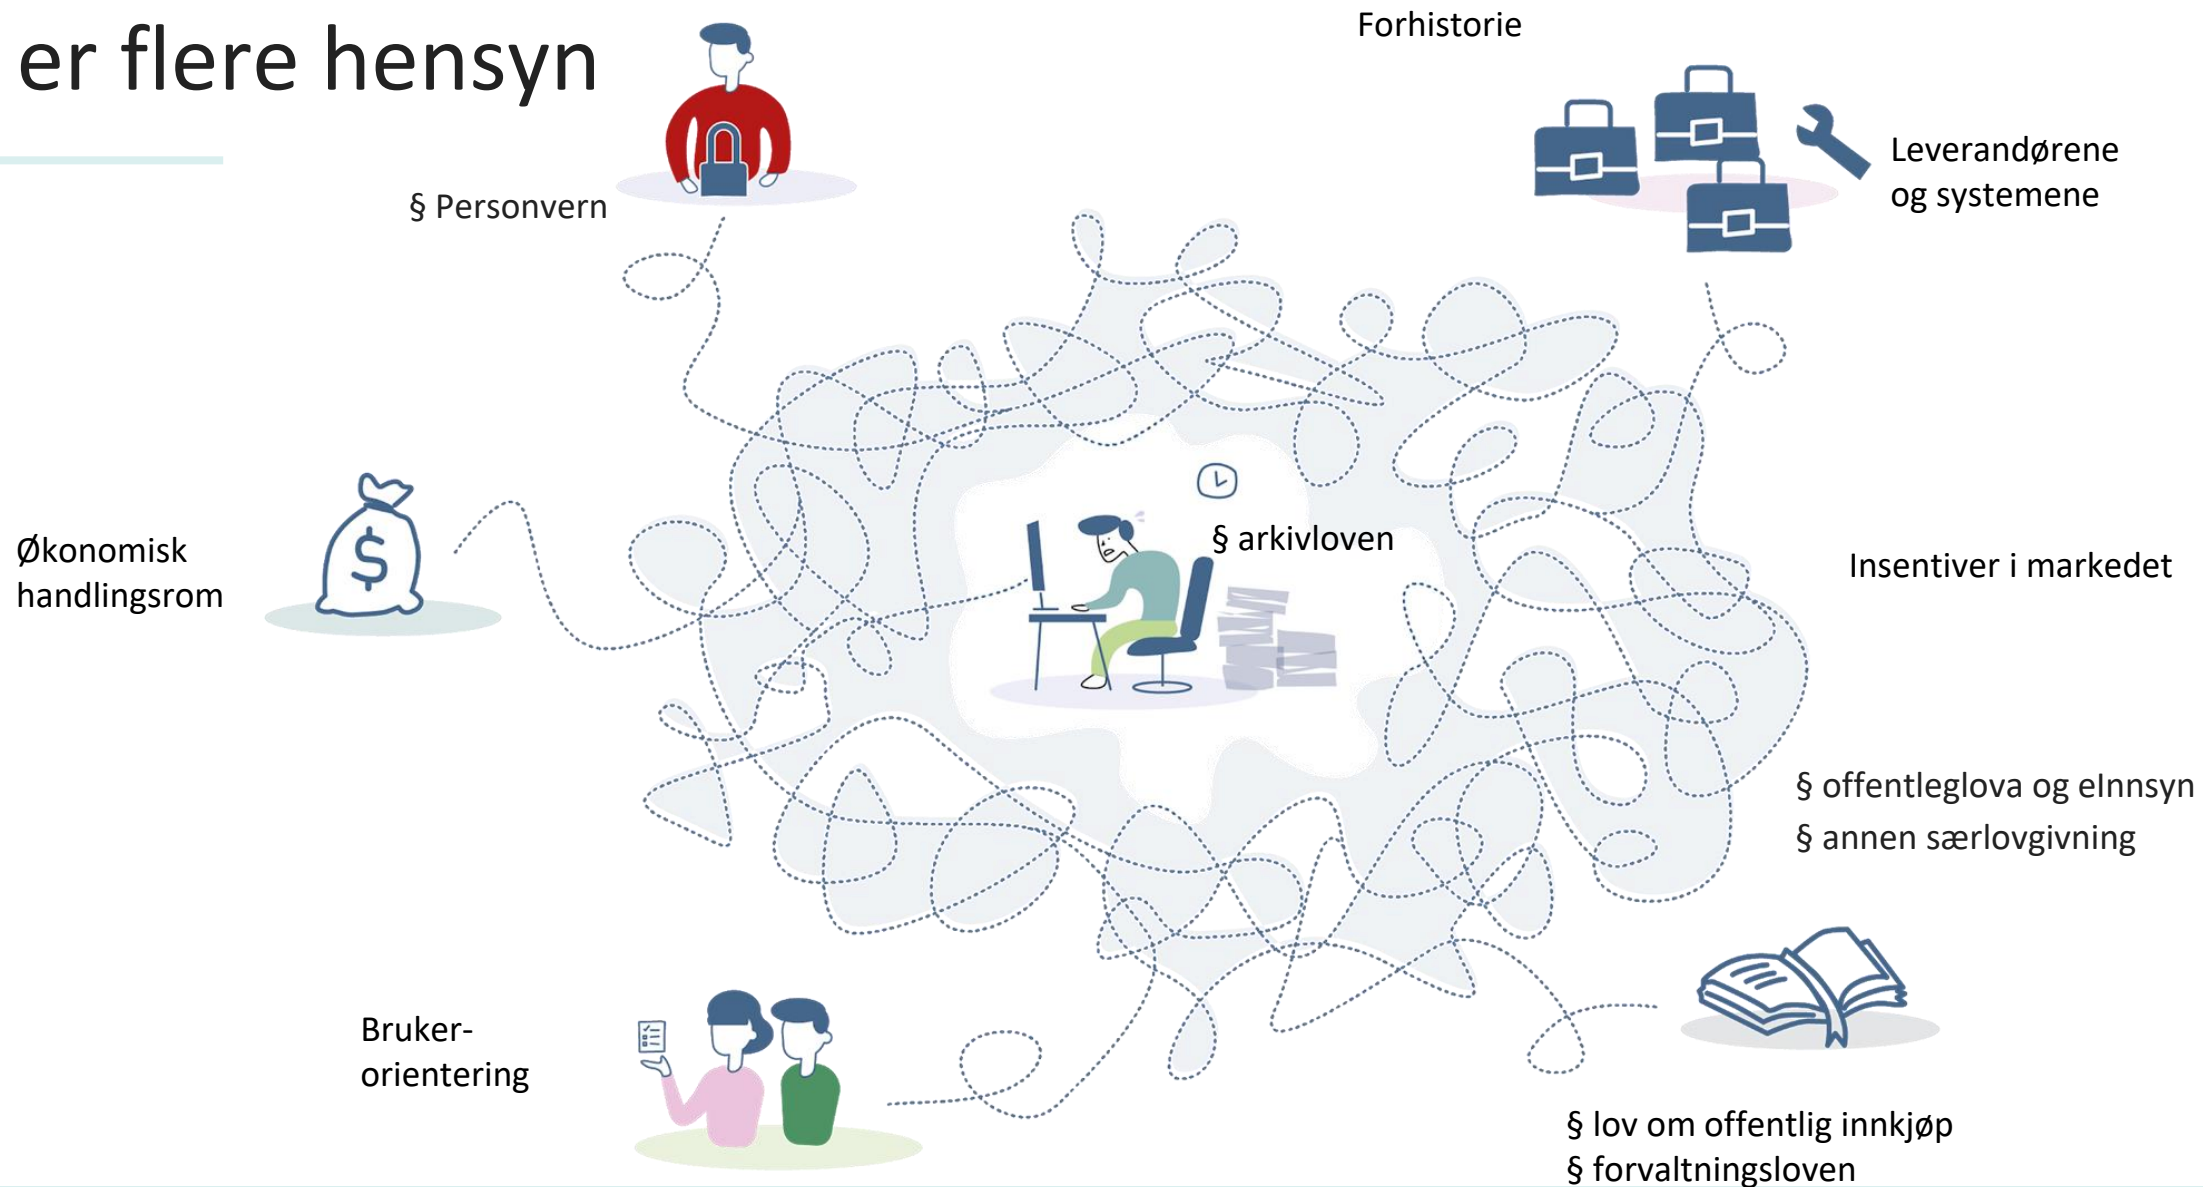 er flere hensyn
Forhistorie
Leverandørene
og systemene
§ Personvern
§ arkivloven
Økonomisk
handlingsrom
$
Insentiver i markedet
§ offentleglova og eInnsyn
§ annen særlovgivning
Bruker-
orientering
§ lov om offentlig innkjøp
§ forvaltningsloven